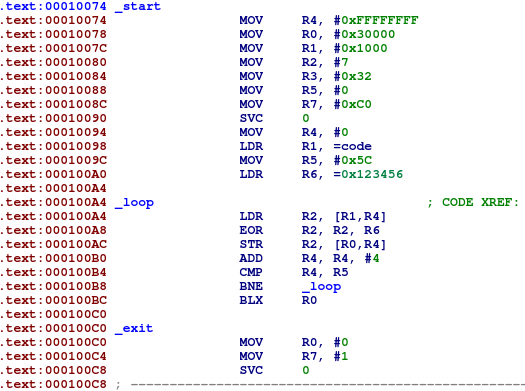 .text:00010074 _start
.text:00010074 MOV R4, #0xFFFFFFFF
.text:00010078 MOV R0, #0x30000
.text:0001007C MOV R1, #0x1000
.text:00010080 MOV R2, #7
.text:00010084 MOV R3, #0x32
.text:00010088 MOV R5, #0
.text:0001008C MOV R7, #0xC0
.text:00010090 SVC 0
.text:00010094 MOV R4, #0
.text:00010098 LDR R1, =code
.text:0001009C MOV R5, #0x5C
.text:000100A0 LDR R6, =0x123456
.text:000100A4
.text:000100A4 _loop ; CODE XREF:
.text:000100A4 LDR R2, [R1,R4]
.text:000100A8 EOR R2, R2, R6
.text:000100AC STR R2, [R0,R4]
.text:000100B0 ADD R4, R4, #4
.text:000100B4 CMP R4, R5
.text:000100B8 BNE _loop
.text:000100BC BLX R0
.text:000100C0
.text:000100C0 _exit
.text:000100C0 MOV R0, #0
.text:000100C4 MOV R7, #1
.text:000100C8 SVC 0
.text:000100C8 ; ---------------------------------------------------